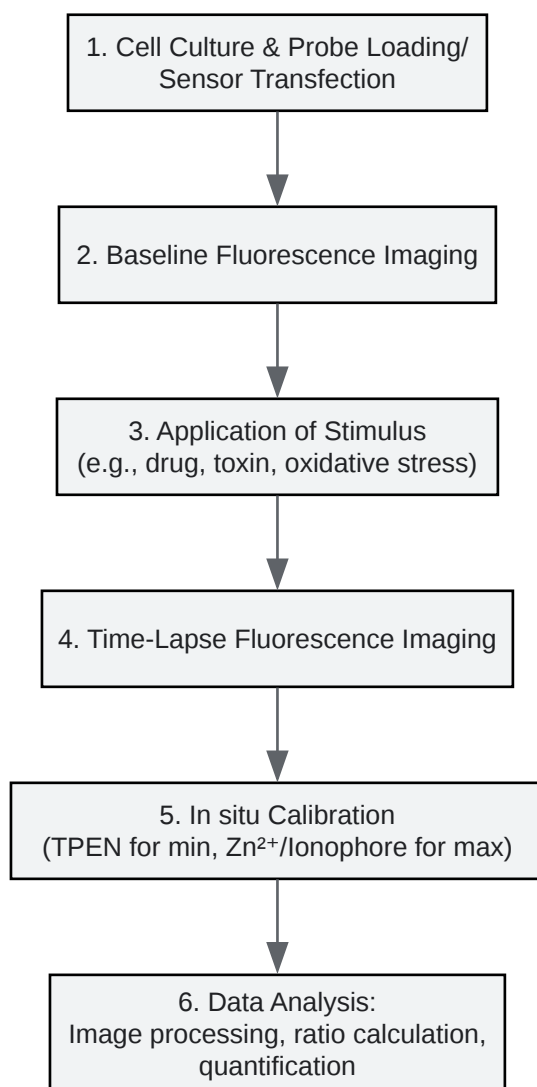 1. Cell Culture & Probe Loading/
Sensor Transfection
2. Baseline Fluorescence Imaging
3. Application of Stimulus
(e.g., drug, toxin, oxidative stress)
4. Time-Lapse Fluorescence Imaging
5. In situ Calibration
(TPEN for min, Zn²⁺/Ionophore for max)
6. Data Analysis:
Image processing, ratio calculation,
quantification